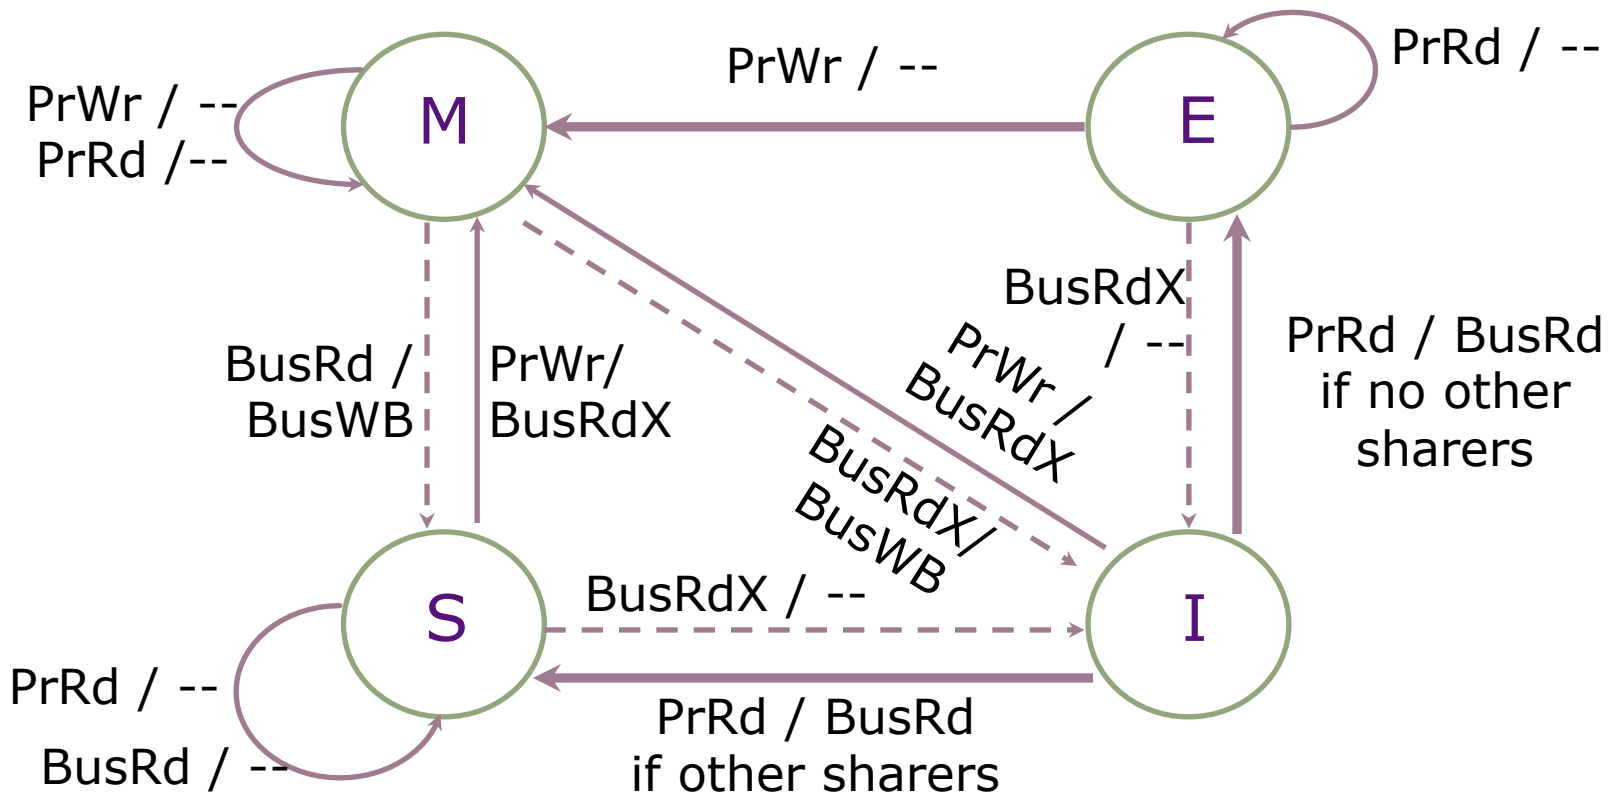 PrWr / --
PrRd /--
M
PrWr / --
E
PrRd / --
BusRd /
BusWB
PrWr/
BusRdX
PrWr /
BusRdX
BusRdX/
BusWB
BusRdX
/ --
PrRd / BusRd
if no other
sharers
S
PrRd / --
BusRd / --
BusRdX / --
I
PrRd / BusRd
if other sharers